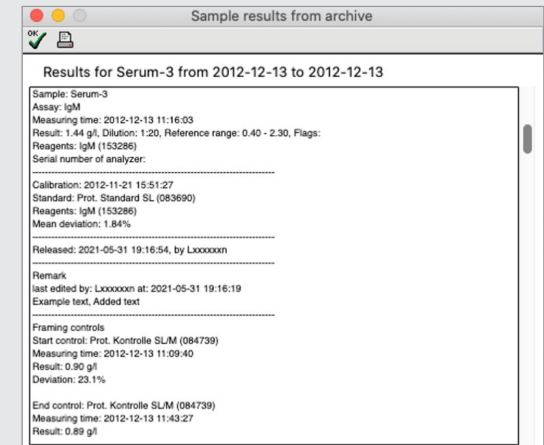 Sample results from archive
OK
Results for Serum-3 from 2012-12-13 to 2012-12-13
Sample: Serum-3
Assay: IgM
Measuring time: 2012-12-13 11:16:03
Result: 1.44 g/l, Dilution: 1:20, Reference range: 0.40 - 2.30, Flags:
Reagents: IgM (153286)
Serial number of analyzer:
--------------------------------------------------------------------------------
Calibration: 2012-11-21 15:51:27
Standard: Prot. Standard SL (083690)
Reagents: IgM (153286)
Mean deviation: 1.84%
--------------------------------------------------------------------------------
Released: 2021-05-31 19:16:54, by Lxxxxxxn
--------------------------------------------------------------------------------
Remark
last edited by: Lxxxxxxn at: 2021-05-31 19:16:19
Example text, Added text
--------------------------------------------------------------------------------
Framing controls
Start control: Prot. Kontrolle SL/M (084739)
Measuring time: 2012-12-13 11:09:40
Result: 0.90 g/l
Deviation: 23.1%
End control: Prot. Kontrolle SL/M (084739)
Measuring time: 2012-12-13 11:43:27
Result: 0.89 g/l